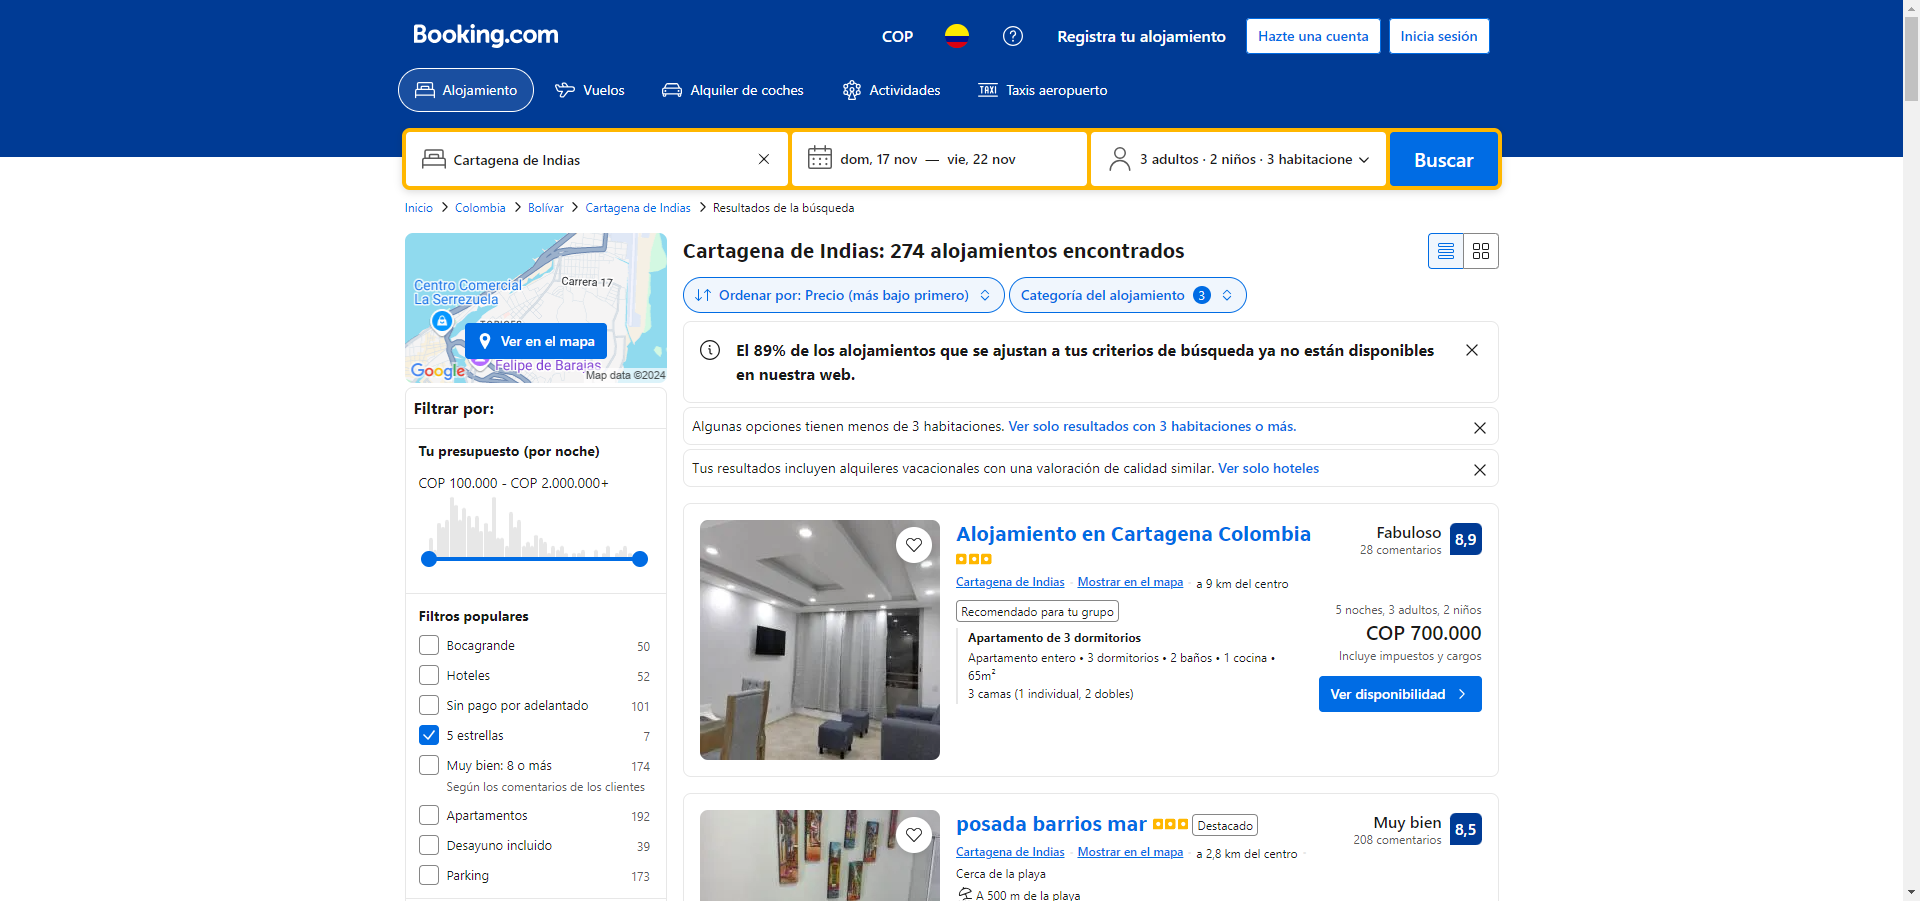 Booking.com
COP
Registra tu alojamiento
Hazte una cuenta
Inicia sesión
Alojamiento
Vuelos
Alquiler de coches
Actividades
TAXI
Taxis aeropuerto
Cartagena de Indias
dom, 17 nov — vie, 22 nov
3 adultos · 2 niños · 3 habitacione
Buscar
Inicio > Colombia > Bolívar > Cartagena de Indias > Resultados de la búsqueda
Centro Comercial
La Serrezuela
Carrera 17
Ver en el mapa
Felipe de Barajas
Google
Map data ©2024
Filtrar por:
Tu presupuesto (por noche)
COP 100.000 - COP 2.000.000+
Filtros populares
Bocagrande 50
Hoteles 52
Sin pago por adelantado 101
5 estrellas 7
Muy bien: 8 o más 174
Según los comentarios de los clientes
Apartamentos 192
Desayuno incluido 39
Parking 173
Cartagena de Indias: 274 alojamientos encontrados
Ordenar por: Precio (más bajo primero)
Categoría del alojamiento 3
El 89% de los alojamientos que se ajustan a tus criterios de búsqueda ya no están disponibles
en nuestra web.
Algunas opciones tienen menos de 3 habitaciones. Ver solo resultados con 3 habitaciones o más.
Tus resultados incluyen alquileres vacacionales con una valoración de calidad similar. Ver solo hoteles
Alojamiento en Cartagena Colombia
Cartagena de Indias · Mostrar en el mapa · a 9 km del centro
Recomendado para tu grupo
Apartamento de 3 dormitorios
Apartamento entero • 3 dormitorios • 2 baños • 1 cocina •
65m²
3 camas (1 individual, 2 dobles)
Fabuloso
28 comentarios
8,9
5 noches, 3 adultos, 2 niños
COP 700.000
Incluye impuestos y cargos
Ver disponibilidad
posada barrios mar
Destacado
Cartagena de Indias · Mostrar en el mapa · a 2,8 km del centro
Cerca de la playa
A 500 m de la playa
Muy bien
208 comentarios
8,5